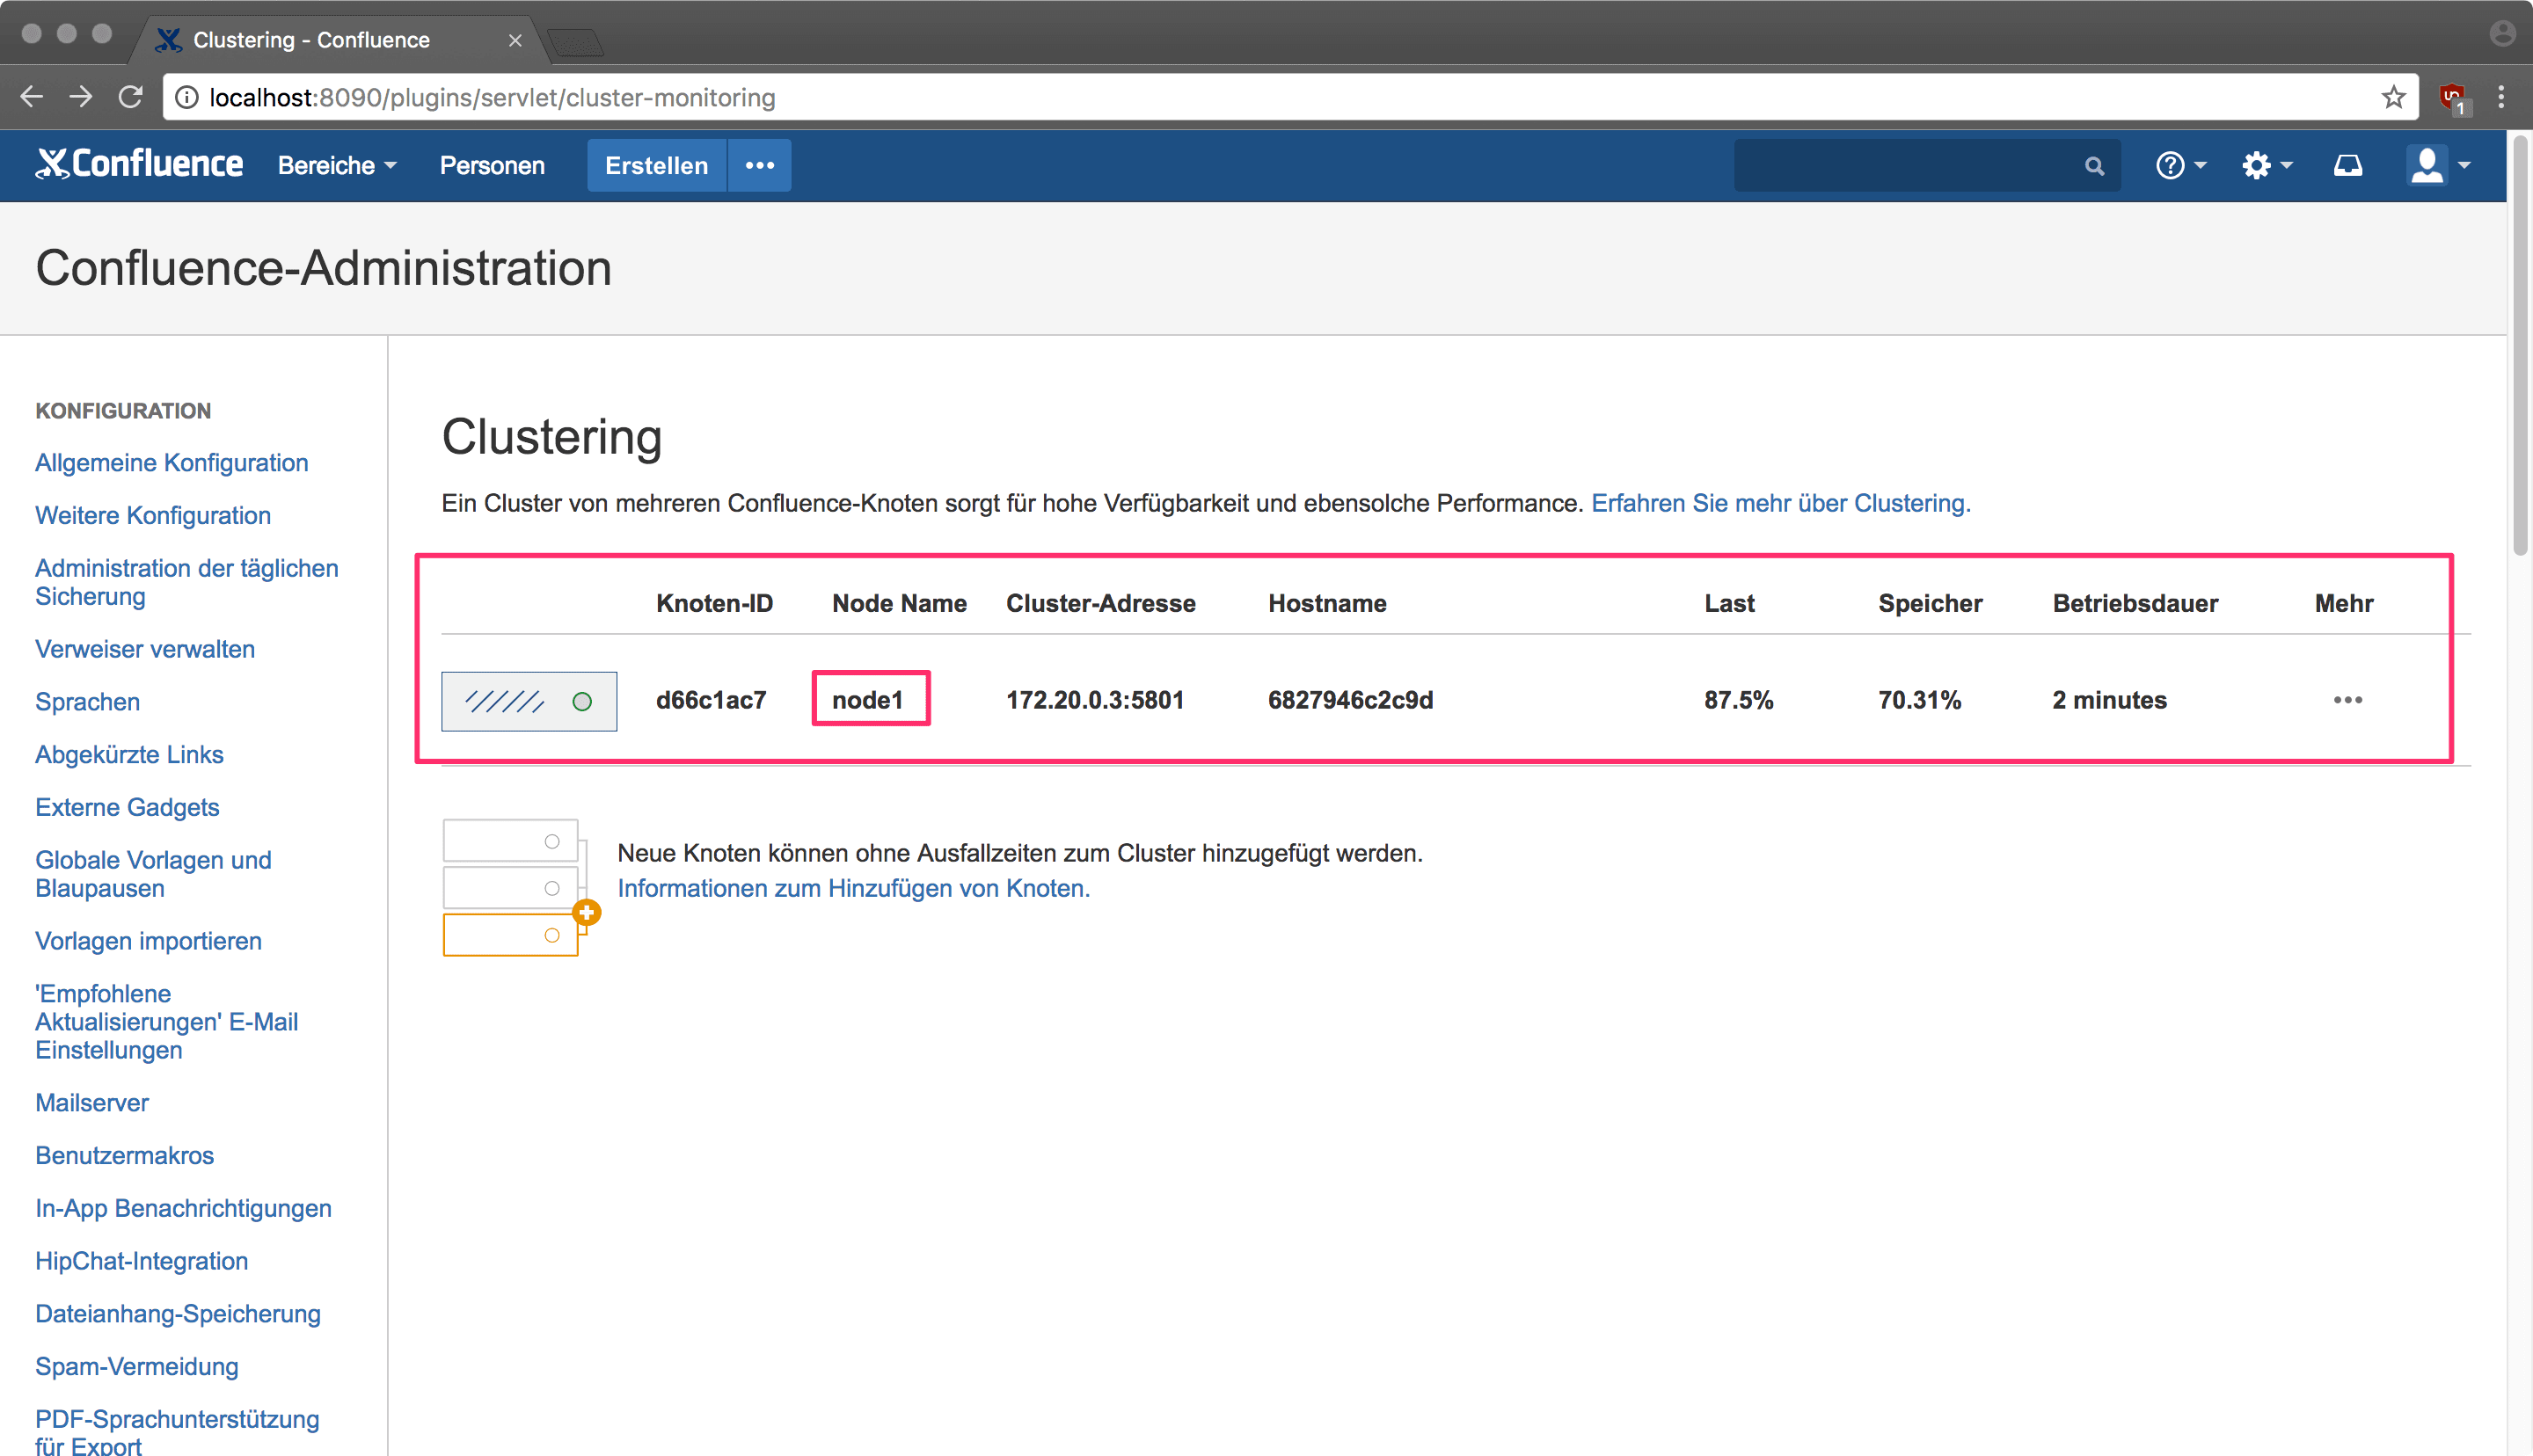 Clustering - Confluence
localhost:8090/plugins/servlet/cluster-monitoring
1
Confluence Bereiche Personen Erstellen
Confluence-Administration
KONFIGURATION
Allgemeine Konfiguration
Weitere Konfiguration
Administration der täglichen
Sicherung
Verweiser verwalten
Sprachen
Abgekürzte Links
Externe Gadgets
Globale Vorlagen und
Blaupausen
Vorlagen importieren
'Empfohlene
Aktualisierungen' E-Mail
Einstellungen
Mailserver
Benutzermakros
In-App Benachrichtigungen
HipChat-Integration
Dateianhang-Speicherung
Spam-Vermeidung
PDF-Sprachunterstützung
für Export
Clustering
Ein Cluster von mehreren Confluence-Knoten sorgt für hohe Verfügbarkeit und ebensolche Performance. Erfahren Sie mehr über Clustering.
Knoten-ID Node Name Cluster-Adresse Hostname Last Speicher Betriebsdauer Mehr
d66c1ac7 node1 172.20.0.3:5801 6827946c2c9d 87.5% 70.31% 2 minutes
Neue Knoten können ohne Ausfallzeiten zum Cluster hinzugefügt werden.
Informationen zum Hinzufügen von Knoten.